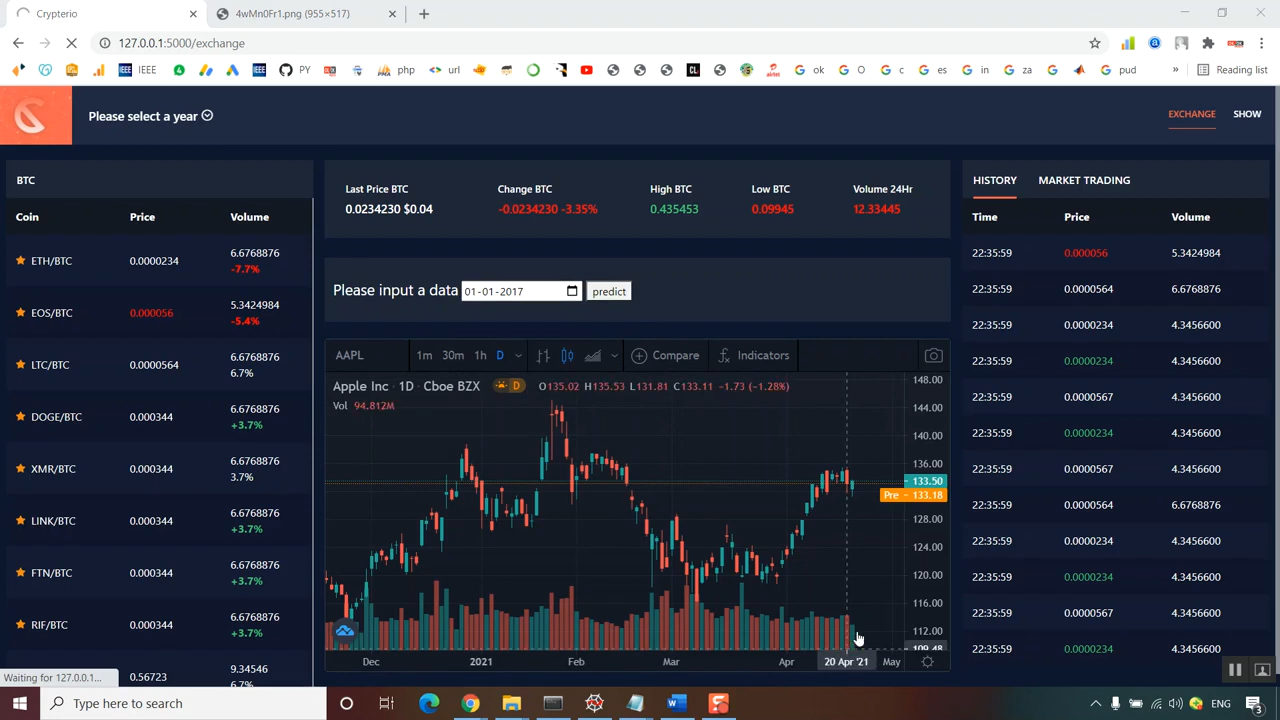 Crypterio
4wMn0Fr1.png (955×517)
127.0.0.1:5000/exchange
IEEE
PY
php
url
ok
O
c
es
in
za
pud
»
Reading list
Please select a year
EXCHANGE
SHOW
BTC
Coin Price Volume
ETH/BTC 0.0000234 6.6768876
-7.7%
EOS/BTC 0.000056 5.3424984
-5.4%
LTC/BTC 0.0000564 6.6768876
6.7%
DOGE/BTC 0.000344 6.6768876
+3.7%
XMR/BTC 0.000344 6.6768876
3.7%
LINK/BTC 0.000344 6.6768876
+3.7%
FTN/BTC 0.000344 6.6768876
+3.7%
RIF/BTC 0.000344 6.6768876
+3.7%
0.56723 9.34546
6.7%
Waiting for 127.0.0.1...
Last Price BTC Change BTC High BTC Low BTC Volume 24Hr
0.0234230 $0.04 -0.0234230 -3.35% 0.435453 0.09945 12.33445
Please input a data 01-01-2017 predict
AAPL 1m 30m 1h D Compare Indicators
Apple Inc · 1D · Cboe BZX D O135.02 H135.53 L131.81 C133.11 -1.73 (-1.28%)
Vol 94.812M
148.00
144.00
140.00
136.00
133.50
Pre 133.18
128.00
124.00
120.00
116.00
112.00
109.48
Dec 2021 Feb Mar Apr 20 Apr '21 May
HISTORY MARKET TRADING
Time Price Volume
22:35:59 0.000056 5.3424984
22:35:59 0.0000564 6.6768876
22:35:59 0.0000234 4.3456600
22:35:59 0.0000234 4.3456600
22:35:59 0.0000567 4.3456600
22:35:59 0.0000234 4.3456600
22:35:59 0.0000567 4.3456600
22:35:59 0.0000564 6.6768876
22:35:59 0.0000234 4.3456600
22:35:59 0.0000234 4.3456600
22:35:59 0.0000567 4.3456600
22:35:59 0.0000234 4.3456600
Type here to search
ENG
3